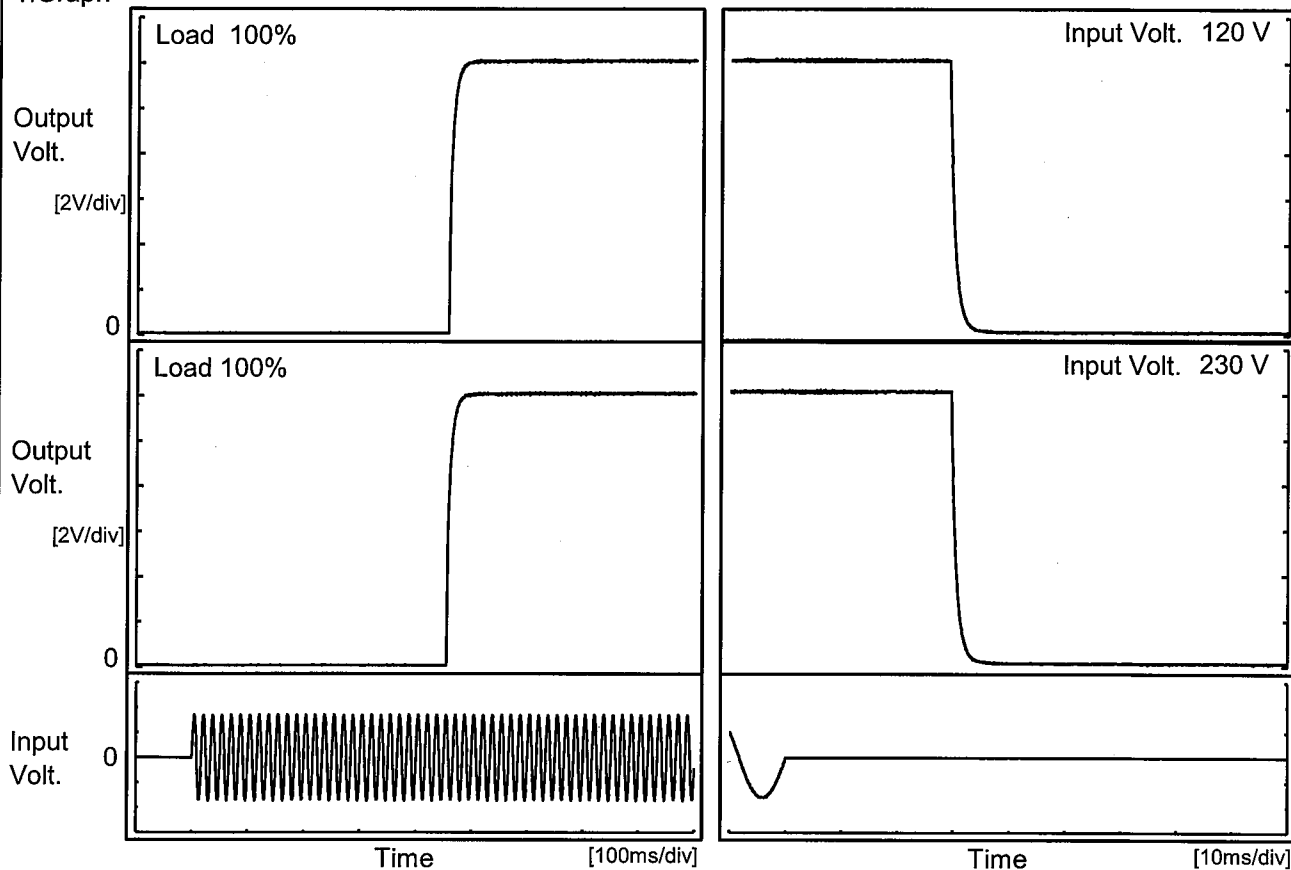 Load 100%
Input Volt. 120 V
Output
Volt.
[2V/div]
0
Load 100%
Input Volt. 230 V
Output
Volt.
[2V/div]
0
Input
Volt.
0
Time
[100ms/div]
Time
[10ms/div]